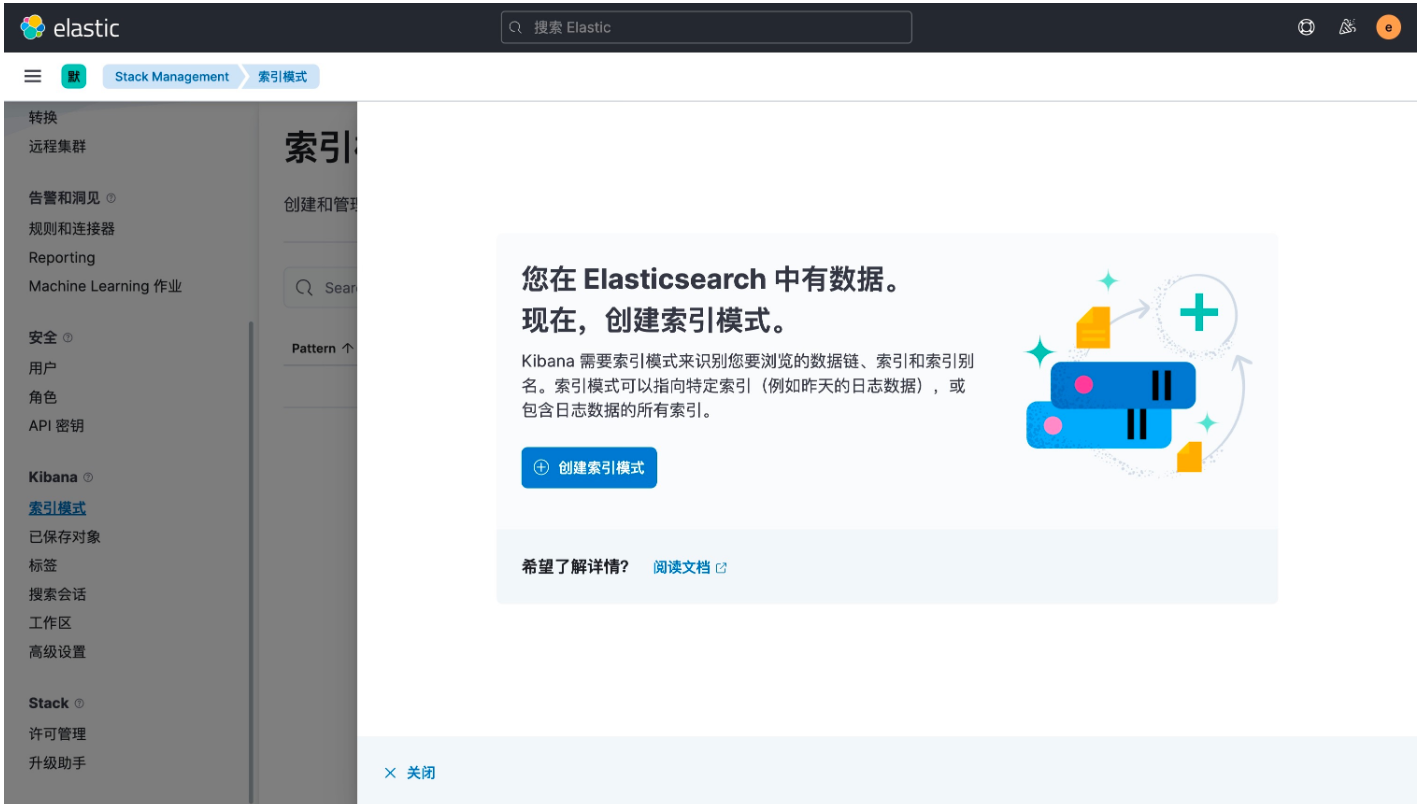 elastic
搜索 Elastic
e
默
Stack Management
索引模式
转换
远程集群
告警和洞见
规则和连接器
Reporting
Machine Learning 作业
安全
用户
角色
API 密钥
Kibana
索引模式
已保存对象
标签
搜索会话
工作区
高级设置
Stack
许可管理
升级助手
索引
创建和管理
Sear
Pattern ↑
您在 Elasticsearch 中有数据。
现在，创建索引模式。
Kibana 需要索引模式来识别您要浏览的数据链、索引和索引别
名。索引模式可以指向特定索引（例如昨天的日志数据），或
包含日志数据的所有索引。
创建索引模式
希望了解详情?
阅读文档
关闭